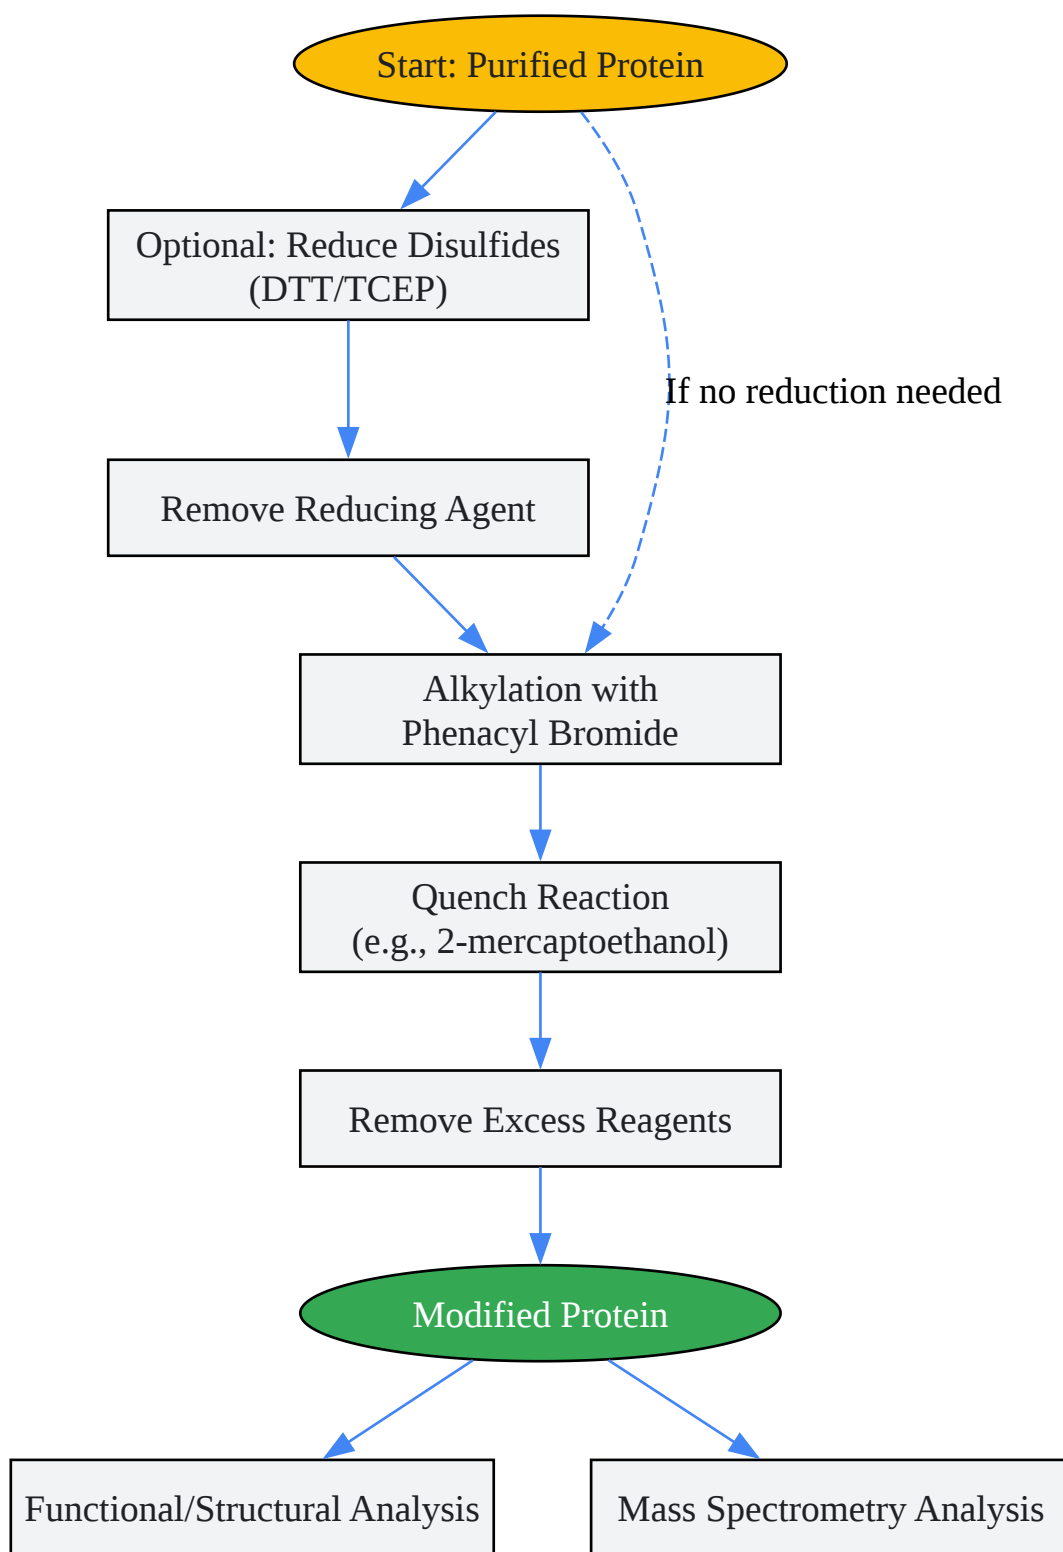 Start: Purified Protein
Optional: Reduce Disulfides
(DTT/TCEP)
If no reduction needed
Remove Reducing Agent
Alkylation with
Phenacyl Bromide
Quench Reaction
(e.g., 2-mercaptoethanol)
Remove Excess Reagents
Modified Protein
Functional/Structural Analysis
Mass Spectrometry Analysis